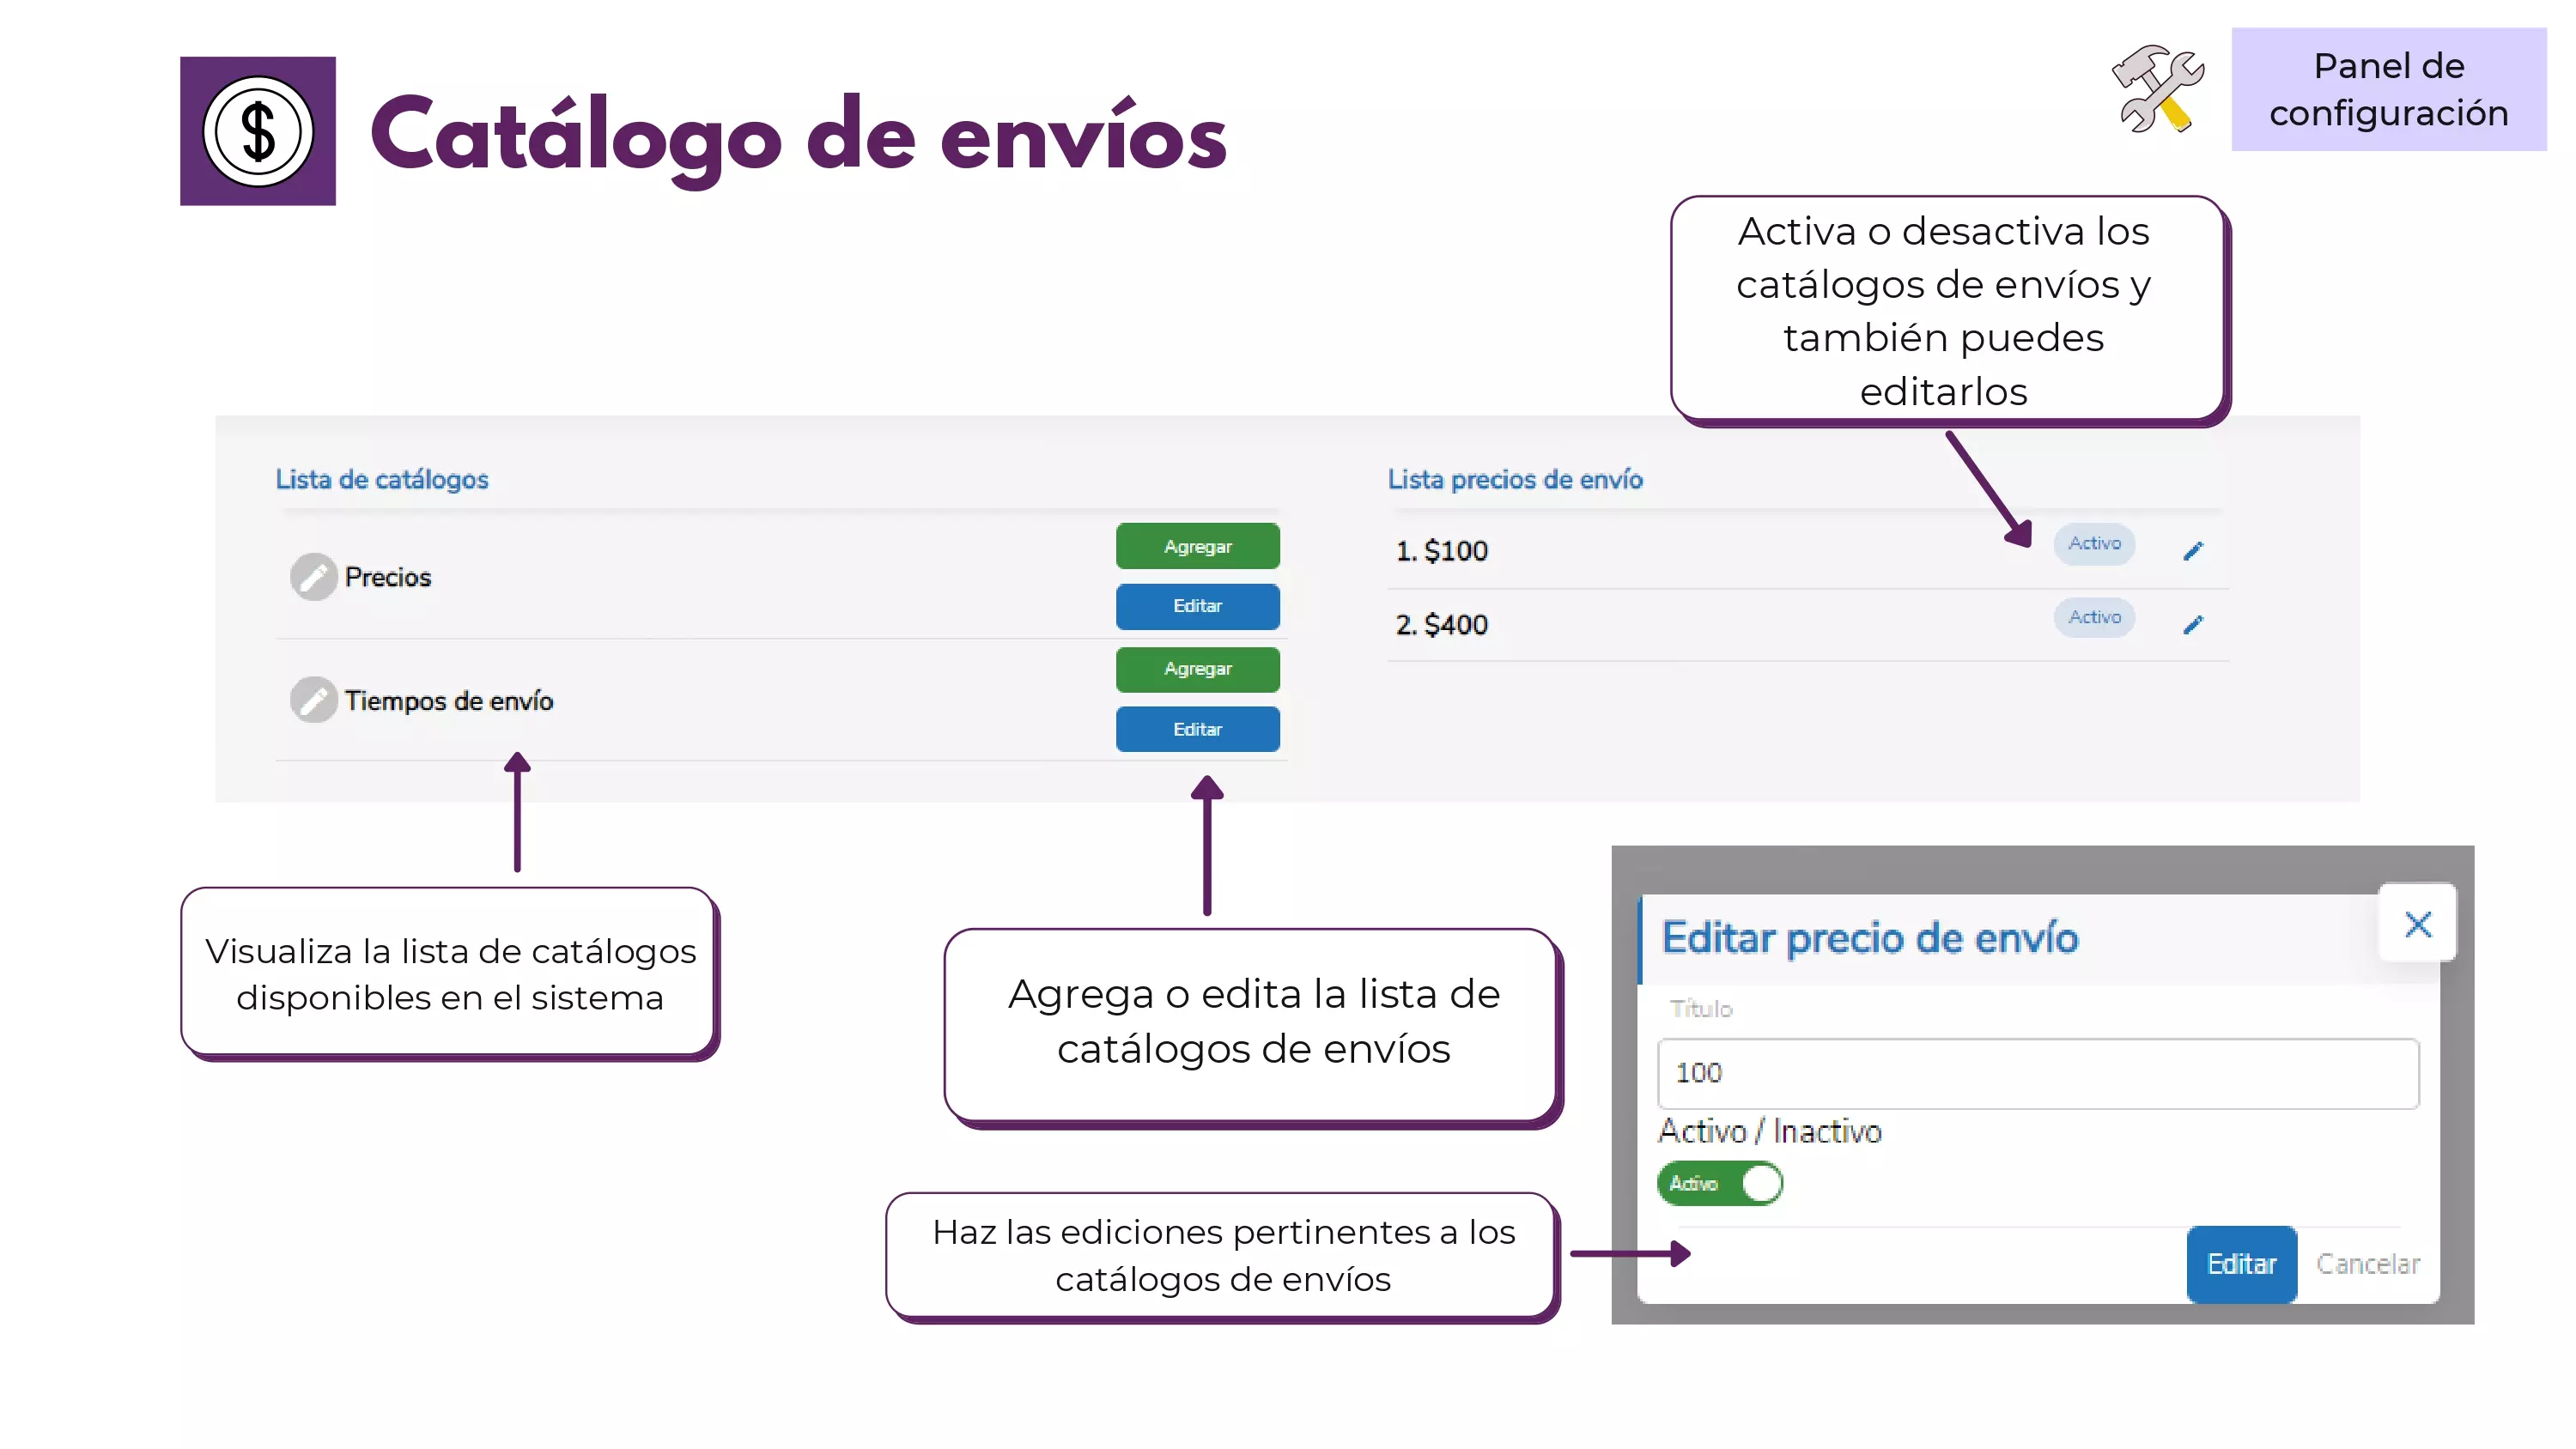 $
Catálogo de envíos
Panel de
configuración
Activa o desactiva los
catálogos de envíos y
también puedes
editarlos
Lista de catálogos
Precios
Agregar
Editar
Tiempos de envío
Agregar
Editar
Lista precios de envío
1. $100
Activo
2. $400
Activo
Visualiza la lista de catálogos
disponibles en el sistema
Agrega o edita la lista de
catálogos de envíos
Haz las ediciones pertinentes a los
catálogos de envíos
Editar precio de envío
Título
100
Activo / Inactivo
Activo
Editar Cancelar